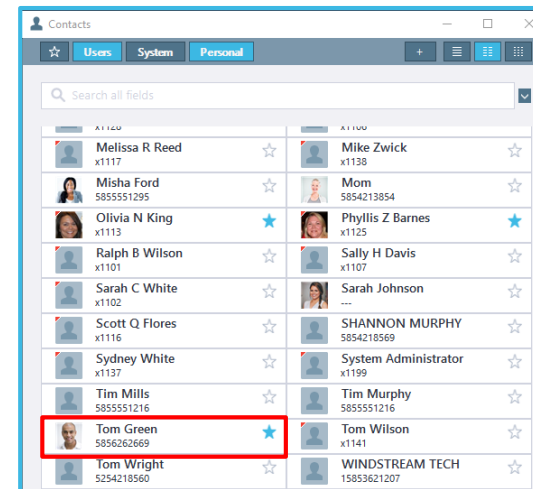 Contacts
Users System Personal
Search all fields
x1128 x1106
Melissa R Reed Mike Zwick
x1117 x1138
Misha Ford Mom
5855551295 5854213854
Olivia N King Phyllis Z Barnes
x1113 x1125
Ralph B Wilson Sally H Davis
x1101 x1107
Sarah C White Sarah Johnson
x1102 ---
Scott Q Flores SHANNON MURPHY
x1116 5854218569
Sydney White System Administrator
x1137 x1199
Tim Mills Tim Murphy
5855551216 5855551216
Tom Green Tom Wilson
5856262669 x1141
Tom Wright WINDSTREAM TECH
5254218560 15853621207